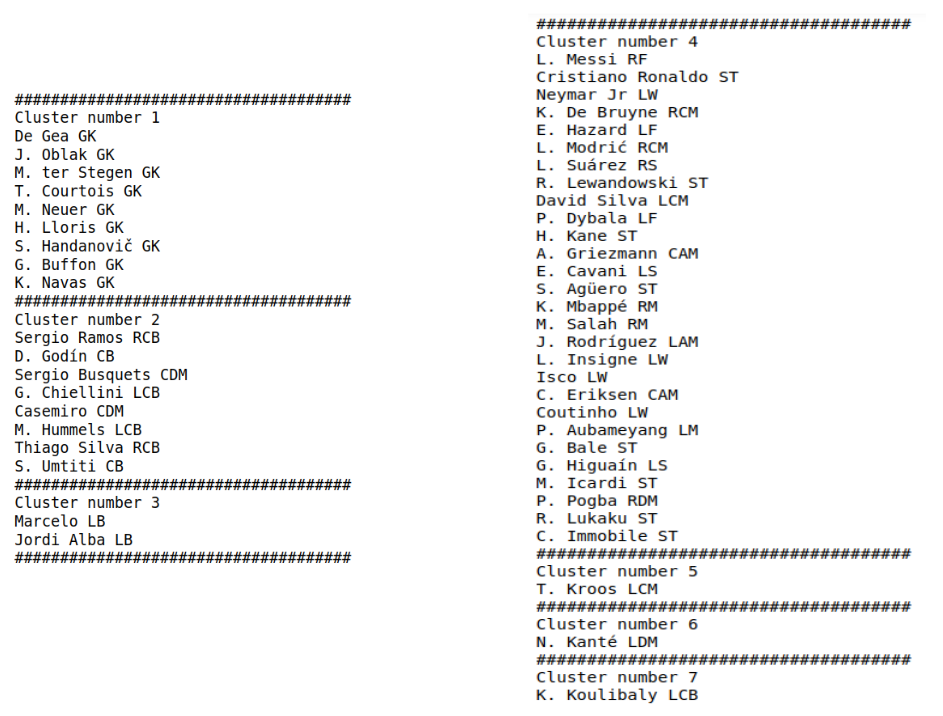 #####################################
Cluster number 1
De Gea GK
J. Oblak GK
M. ter Stegen GK
T. Courtois GK
M. Neuer GK
H. Lloris GK
S. Handanovič GK
G. Buffon GK
K. Navas GK
#####################################
Cluster number 2
Sergio Ramos RCB
D. Godín CB
Sergio Busquets CDM
G. Chiellini LCB
Casemiro CDM
M. Hummels LCB
Thiago Silva RCB
S. Umtiti CB
#####################################
Cluster number 3
Marcelo LB
Jordi Alba LB
#####################################
#####################################
Cluster number 4
L. Messi RF
Cristiano Ronaldo ST
Neymar Jr LW
K. De Bruyne RCM
E. Hazard LF
L. Modrić RCM
L. Suárez RS
R. Lewandowski ST
David Silva LCM
P. Dybala LF
H. Kane ST
A. Griezmann CAM
E. Cavani LS
S. Agüero ST
K. Mbappé RM
M. Salah RM
J. Rodríguez LAM
L. Insigne LW
Isco LW
C. Eriksen CAM
Coutinho LW
P. Aubameyang LM
G. Bale ST
G. Higuaín LS
M. Icardi ST
P. Pogba RDM
R. Lukaku ST
C. Immobile ST
#####################################
Cluster number 5
T. Kroos LCM
#####################################
Cluster number 6
N. Kanté LDM
#####################################
Cluster number 7
K. Koulibaly LCB